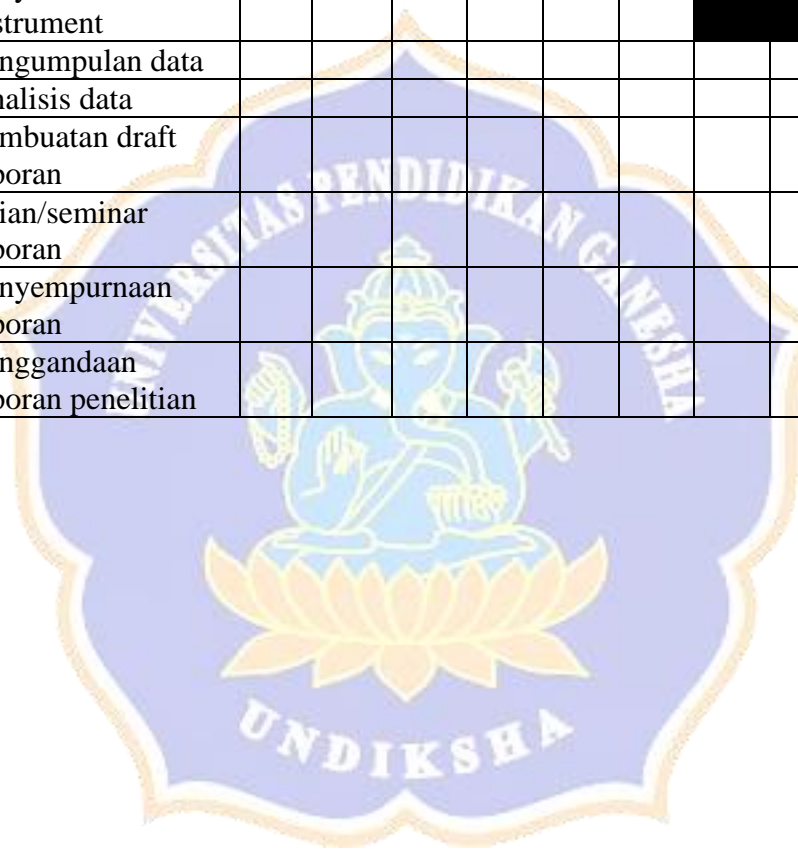 strument
ngumpulan data
nalisis data
mbuatan draft
poran
ian/seminar
poran
nyempurnaan
poran
nggandaan
poran penelitian
UNIVERSITAS PENDIDIKAN GANESHA
UNDIKSHA